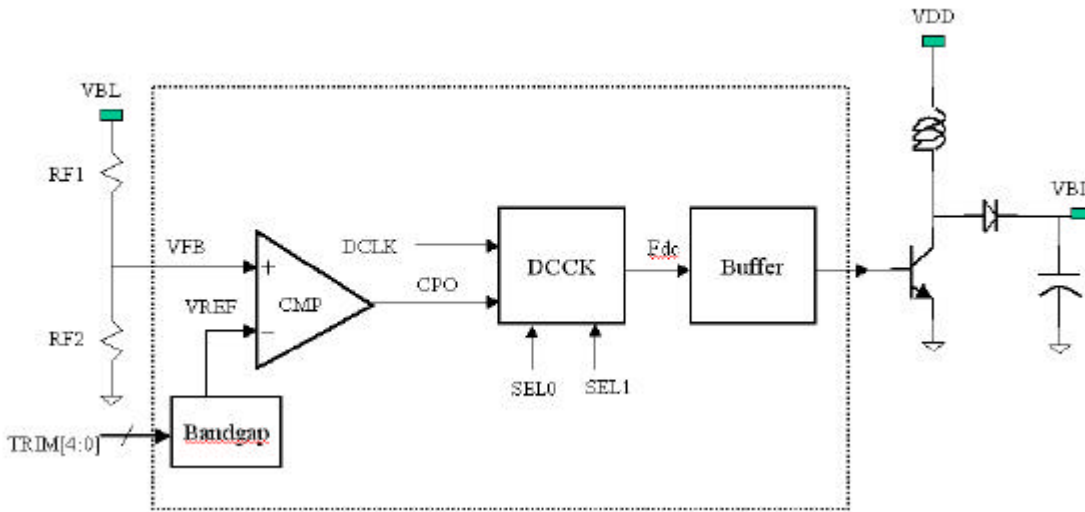 VDD
VBL
VBL
RF1
VFB
DCLK
DCCK
Fdc
Buffer
CPO
+
CMP
VREF
−
RF2
SEL0
SEL1
Bandgap
TRIM[4:0]